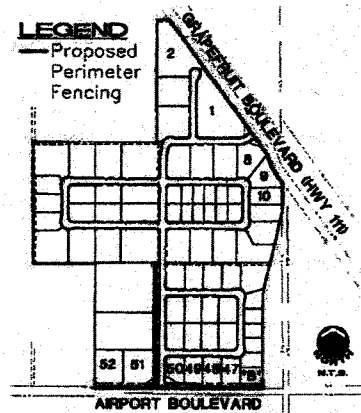 LEGEND
Proposed
Perimeter
Fencing
GRAPEFRUIT BOULEVARD (HWY 111)
2
1
8
9
10
52 51 50 49 48 47 "B"
NORTH
N.T.S.
AIRPORT BOULEVARD